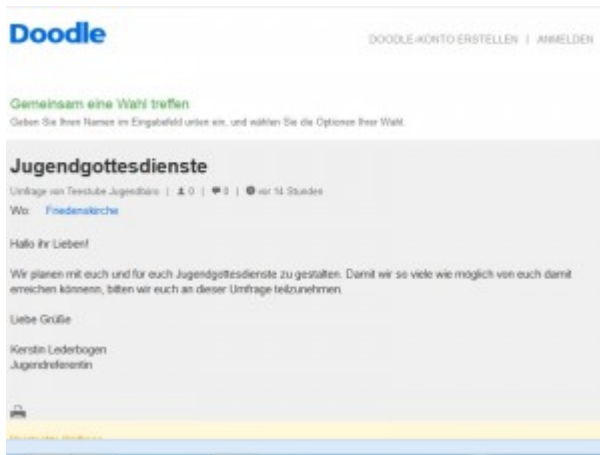 Doodle
DOODLE-KONTO ERSTELLEN | ANMELDEN
Gemeinsam eine Wahl treffen
Geben Sie Ihren Namen im Eingabefeld unten ein, und wählen Sie die Optionen Ihrer Wahl.
Jugendgottesdienste
Umfrage von Teestube Jugendbüro | 0 | 0 | vor 14 Stunden
Wo: Friedenskirche
Hallo ihr Lieben!
Wir planen mit euch und für euch Jugendgottesdienste zu gestalten. Damit wir so viele wie möglich von euch damit
erreichen könnenn, bitten wir euch an dieser Umfrage teilzunehmen.
Liebe Grüße
Kerstin Lederbogen
Jugendreferentin